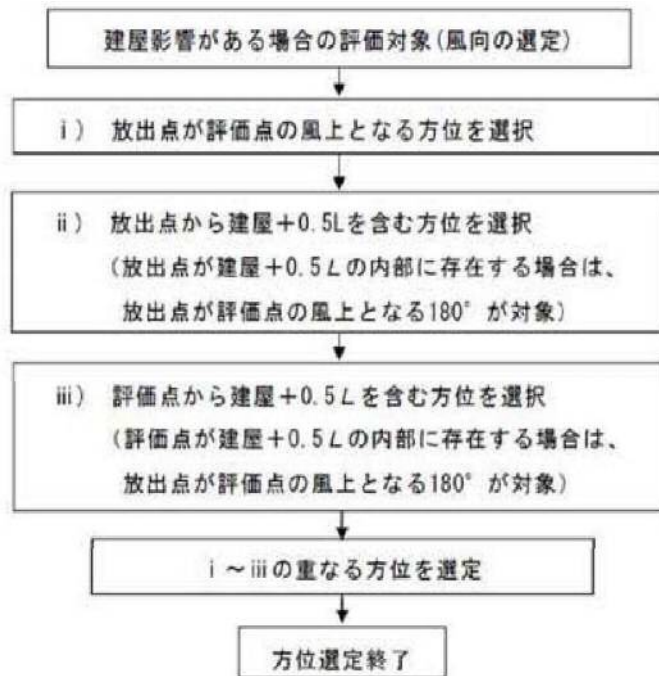 建屋影響がある場合の評価対象(風向の選定)
ⅰ) 放出点が評価点の風上となる方位を選択
ⅱ) 放出点から建屋+0.5Lを含む方位を選択
(放出点が建屋+0.5Lの内部に存在する場合は、
放出点が評価点の風上となる180°が対象)
ⅲ) 評価点から建屋+0.5Lを含む方位を選択
(評価点が建屋+0.5Lの内部に存在する場合は、
放出点が評価点の風上となる180°が対象)
ⅰ~ⅲの重なる方位を選定
方位選定終了